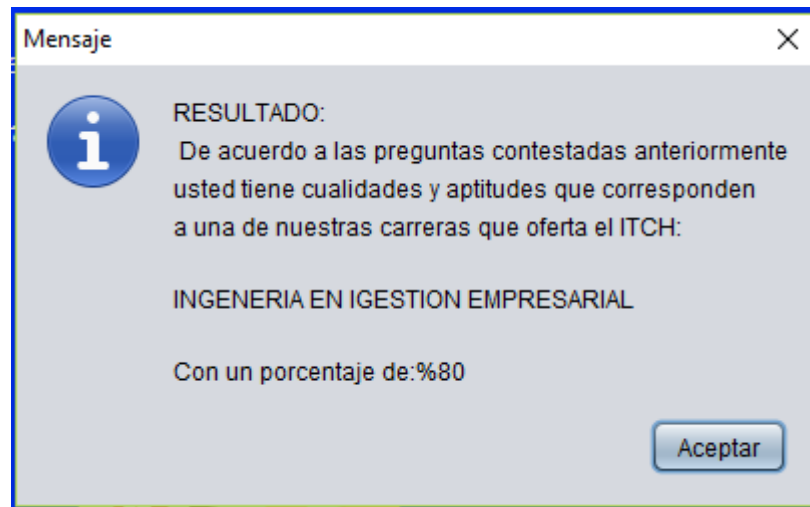 Mensaje
RESULTADO:
De acuerdo a las preguntas contestadas anteriormente
usted tiene cualidades y aptitudes que corresponden
a una de nuestras carreras que oferta el ITCH:
INGENERIA EN IGESTION EMPRESARIAL
Con un porcentaje de:%80
Aceptar